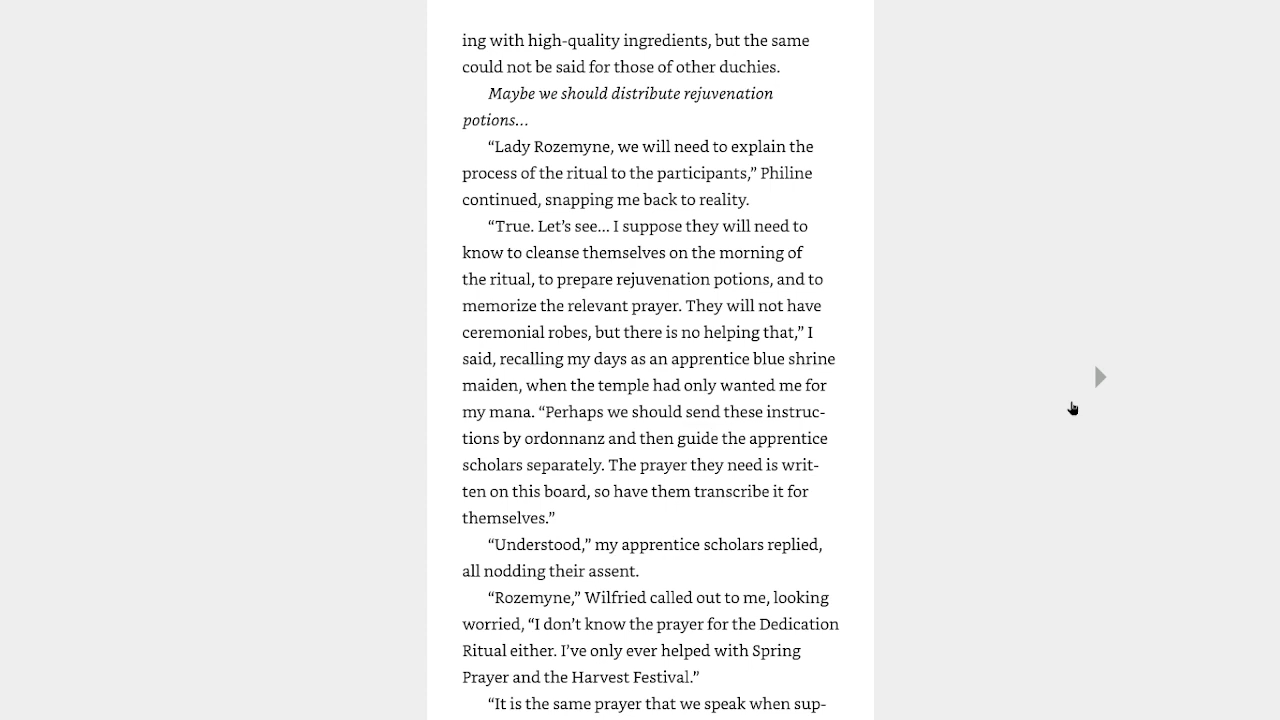 ing with high-quality ingredients, but the same
could not be said for those of other duchies.
Maybe we should distribute rejuvenation
potions…
“Lady Rozemyne, we will need to explain the
process of the ritual to the participants,” Philine
continued, snapping me back to reality.
“True. Let’s see… I suppose they will need to
know to cleanse themselves on the morning of
the ritual, to prepare rejuvenation potions, and to
memorize the relevant prayer. They will not have
ceremonial robes, but there is no helping that,” I
said, recalling my days as an apprentice blue shrine
maiden, when the temple had only wanted me for
my mana. “Perhaps we should send these instruc-
tions by ordonnanz and then guide the apprentice
scholars separately. The prayer they need is writ-
ten on this board, so have them transcribe it for
themselves.”
“Understood,” my apprentice scholars replied,
all nodding their assent.
“Rozemyne,” Wilfried called out to me, looking
worried, “I don’t know the prayer for the Dedication
Ritual either. I’ve only ever helped with Spring
Prayer and the Harvest Festival.”
“It is the same prayer that we speak when sup-